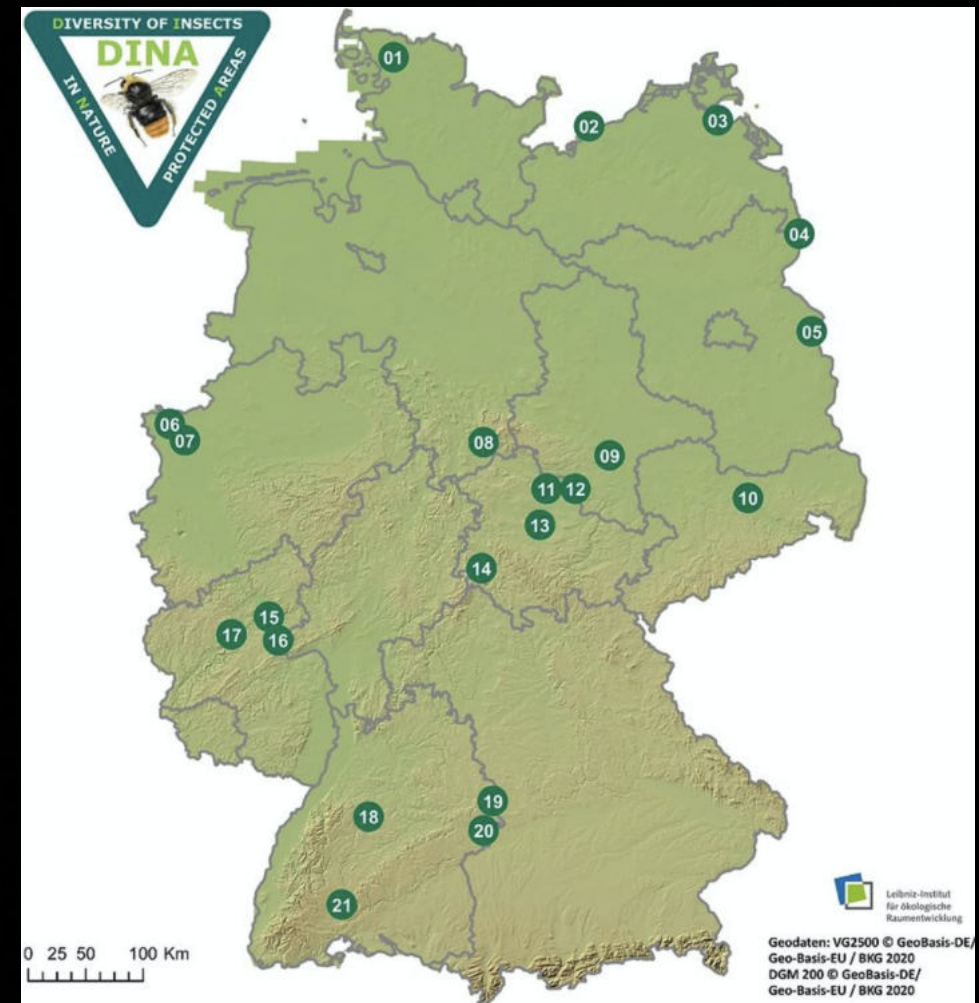 DIVERSITY OF INSECTS
DINA
IN NATURE
PROTECTED AREAS
01
02
03
04
05
06
07
08
09
10
11
12
13
14
15
16
17
18
19
20
21
0 25 50 100 Km
Leibniz-Institut
für ökologische
Raumentwicklung
Geodaten: VG2500 © GeoBasis-DE/
Geo-Basis-EU / BKG 2020
DGM 200 © GeoBasis-DE/
Geo-Basis-EU / BKG 2020